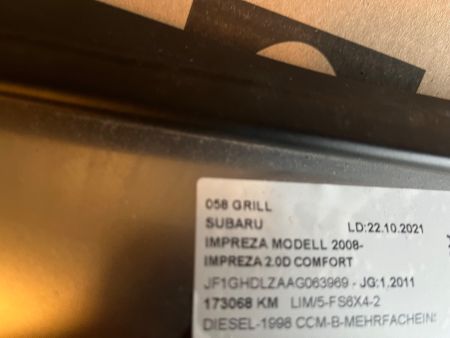 058 GRILL
SUBARU LD:22.10.2021
IMPREZA MODELL 2008-
IMPREZA 2.0D COMFORT
JF1GHDLZAAG063969 - JG:1.2011
173068 KM LIM/5-FS6X4-2
DIESEL-1998 CCM-B-MEHRFACHEIN